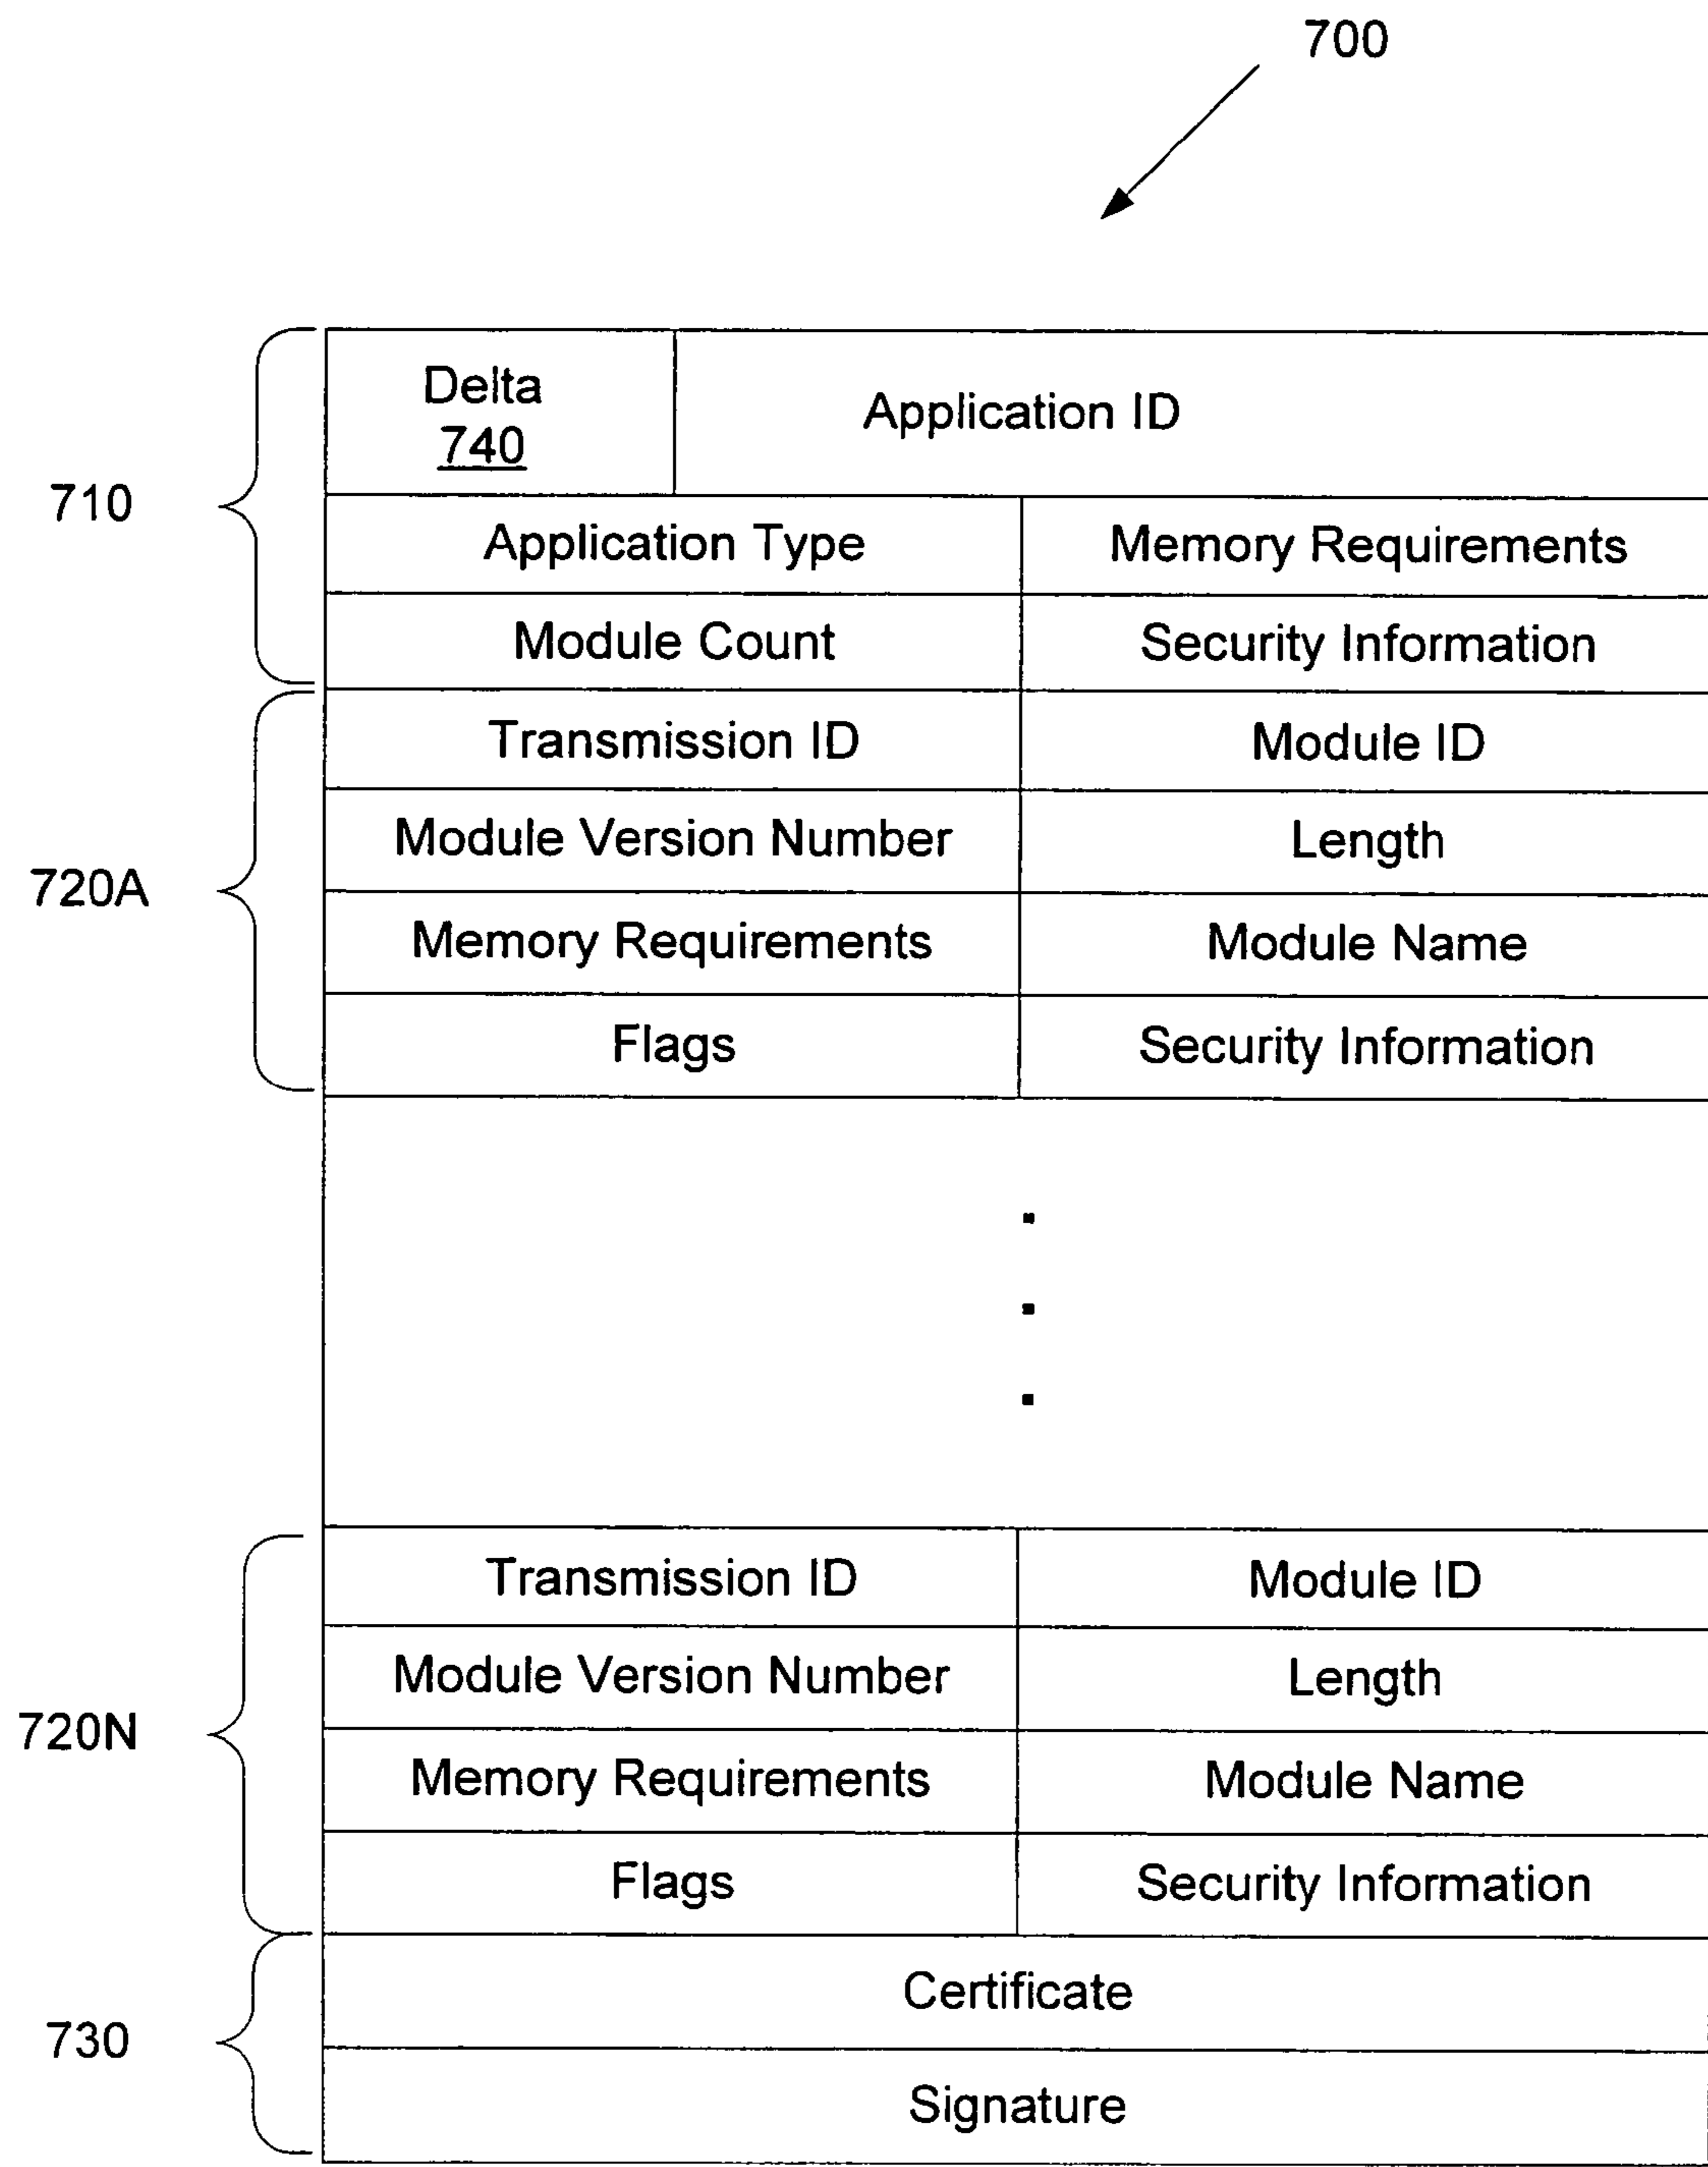 700
Delta
740
Application ID
710
Application Type
Memory Requirements
Module Count
Security Information
Transmission ID
Module ID
Module Version Number
Length
720A
Memory Requirements
Module Name
Flags
Security Information
Transmission ID
Module ID
Module Version Number
Length
720N
Memory Requirements
Module Name
Flags
Security Information
Certificate
730
Signature